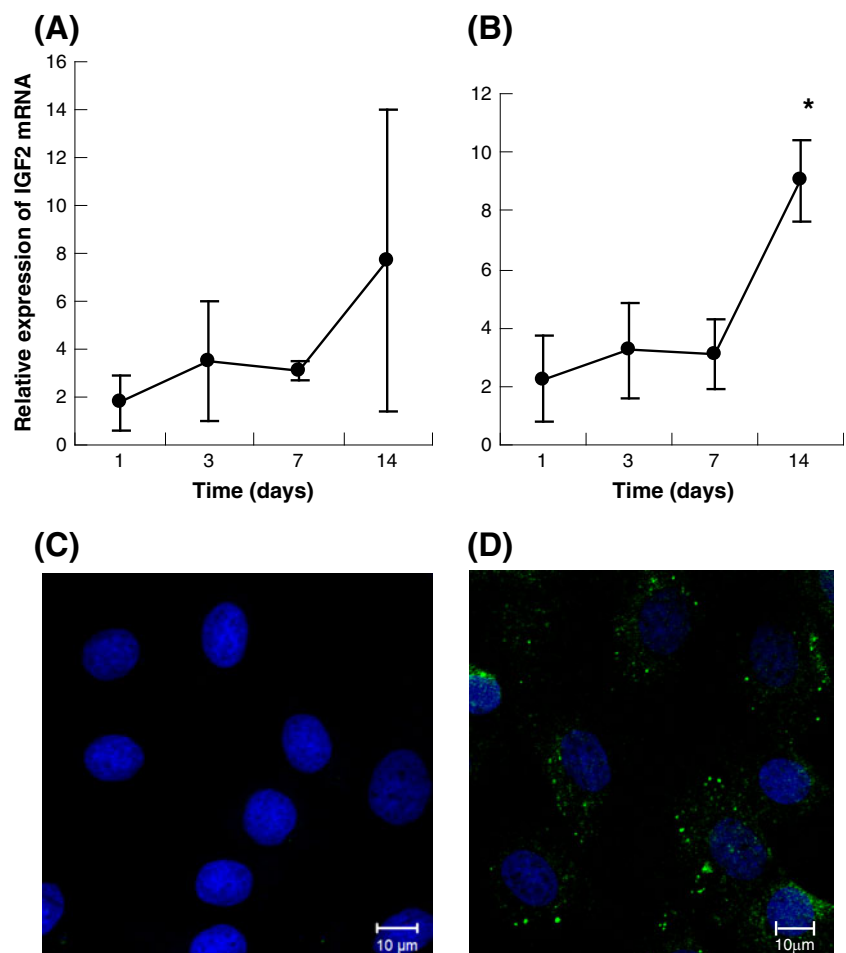 (A)
Relative expression of IGF2 mRNA
16
14
12
10
8
6
4
2
0
1 3 7 14
Time (days)
(B)
12
10
8
6
4
2
0
*
1 3 7 14
Time (days)
(C)
10 µm
(D)
10µm